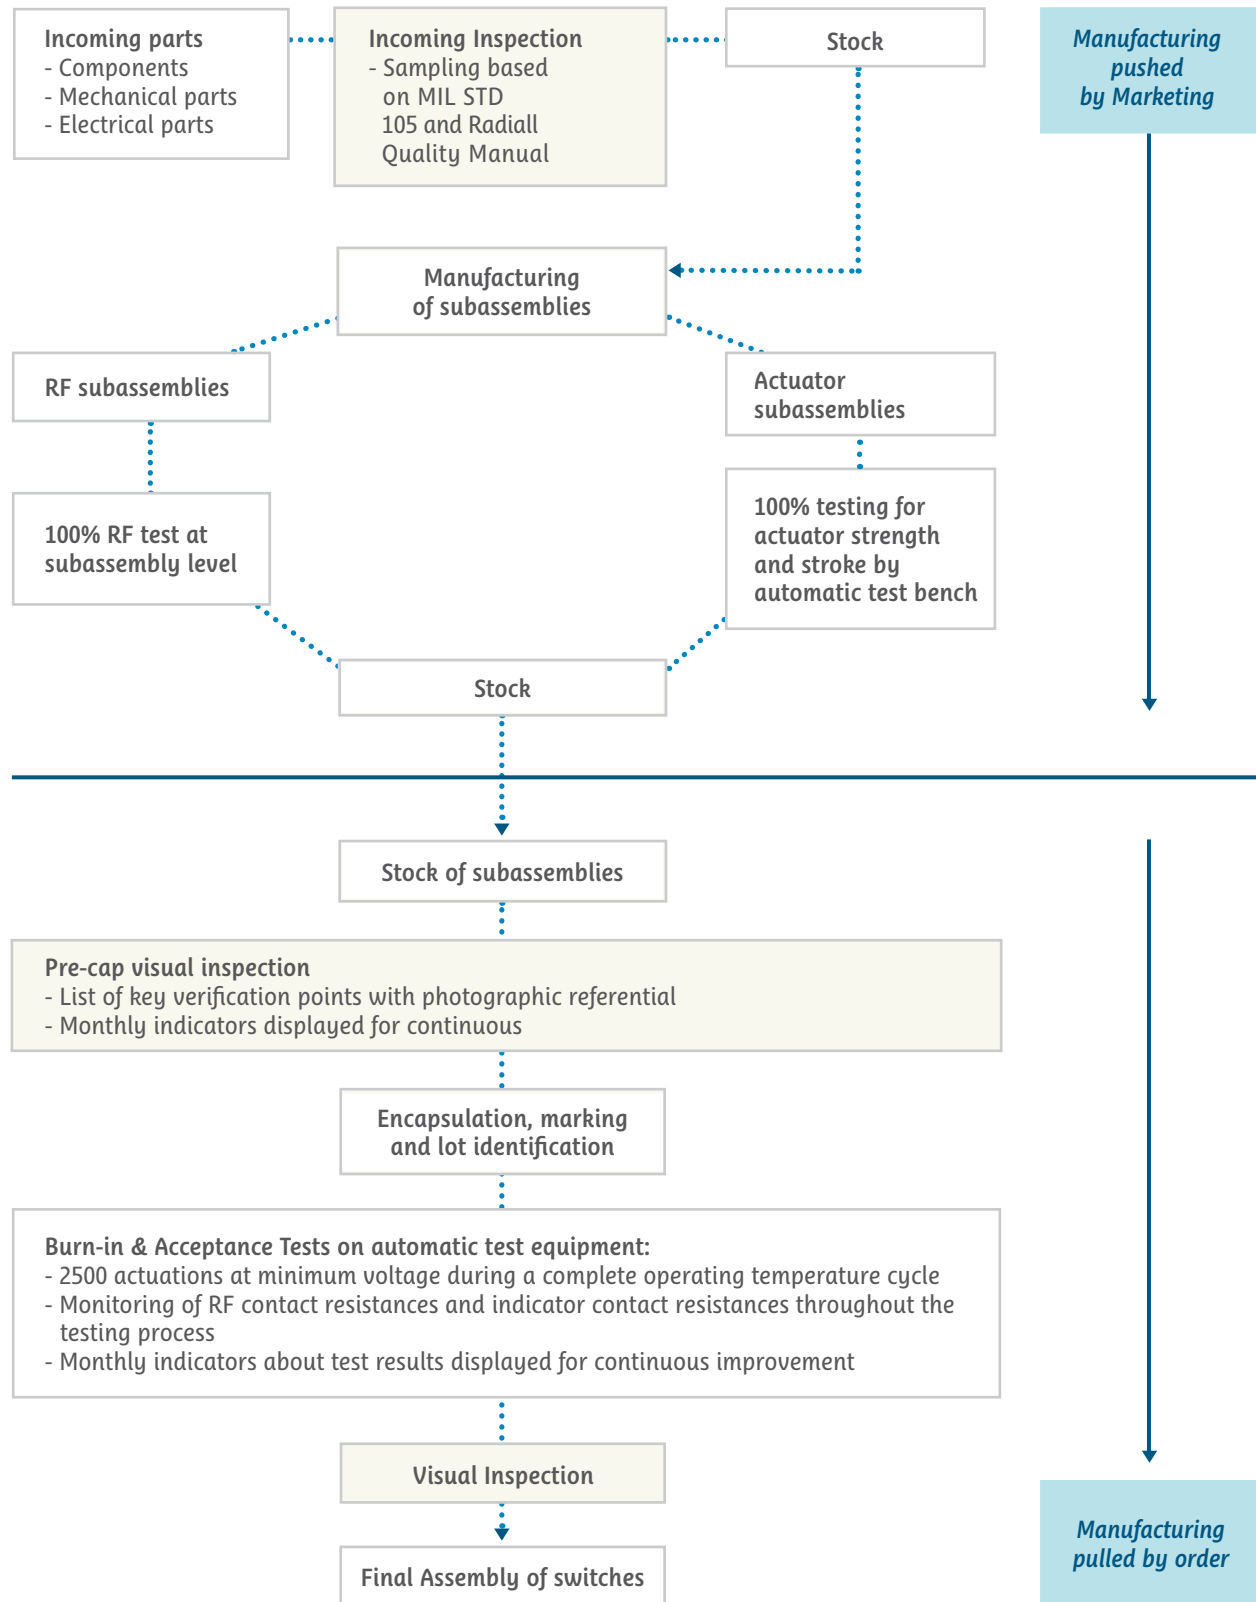 Incoming parts
- Components
- Mechanical parts
- Electrical parts
Incoming Inspection
- Sampling based
on MIL STD
105 and Radiall
Quality Manual
Stock
Manufacturing
pushed
by Marketing
Manufacturing
of subassemblies
RF subassemblies
Actuator
subassemblies
100% RF test at
subassembly level
100% testing for
actuator strength
and stroke by
automatic test bench
Stock
Stock of subassemblies
Pre-cap visual inspection
- List of key verification points with photographic referential
- Monthly indicators displayed for continuous
Encapsulation, marking
and lot identification
Burn-in & Acceptance Tests on automatic test equipment:
- 2500 actuations at minimum voltage during a complete operating temperature cycle
- Monitoring of RF contact resistances and indicator contact resistances throughout the
testing process
- Monthly indicators about test results displayed for continuous improvement
Visual Inspection
Final Assembly of switches
Manufacturing
pulled by order